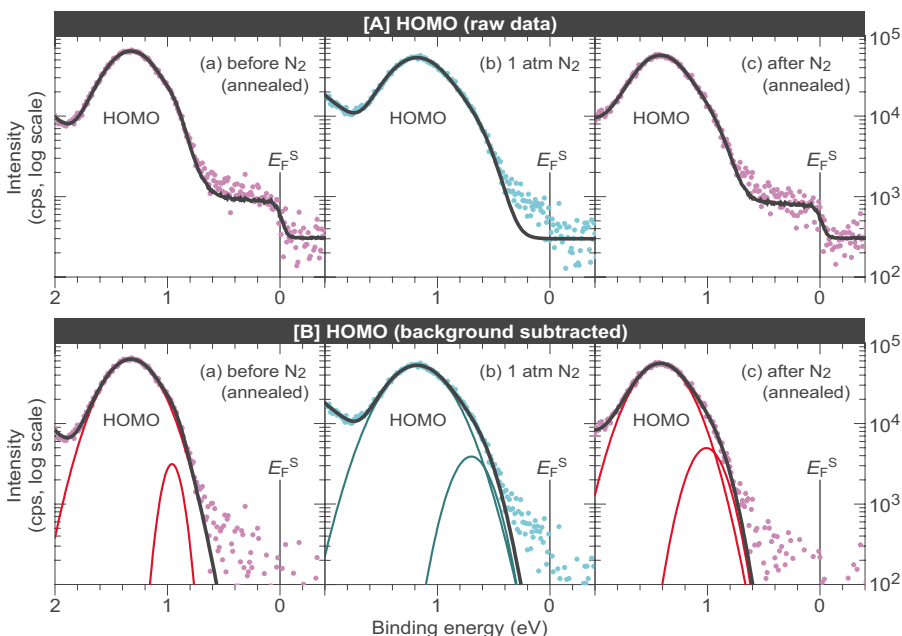 [A] HOMO (raw data)
Intensity
(cps, log scale)
(a) before N2
(annealed)
HOMO
EF^S
(b) 1 atm N2
HOMO
EF^S
(c) after N2
(annealed)
HOMO
EF^S
10^5
10^4
10^3
10^2
2 1 0 1 0 1 0
[B] HOMO (background subtracted)
Intensity
(cps, log scale)
(a) before N2
(annealed)
HOMO
EF^S
(b) 1 atm N2
HOMO
EF^S
(c) after N2
(annealed)
HOMO
EF^S
10^5
10^4
10^3
10^2
2 1 0 1 0 1 0
Binding energy (eV)